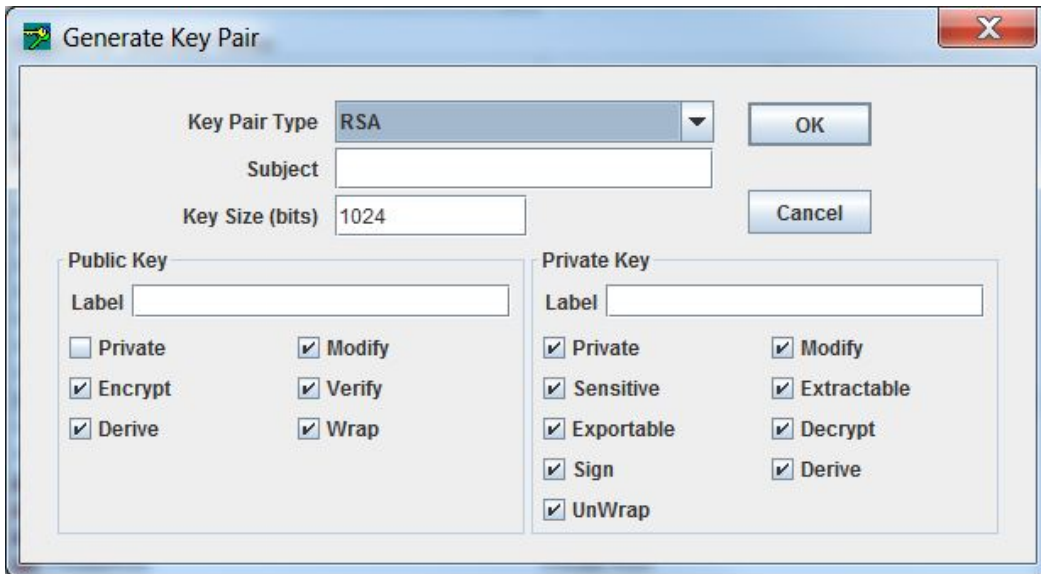 Generate Key Pair
Key Pair Type RSA OK
Subject
Key Size (bits) 1024 Cancel
Public Key
Label
Private Modify
Encrypt Verify
Derive Wrap
Private Key
Label
Private Modify
Sensitive Extractable
Exportable Decrypt
Sign Derive
UnWrap